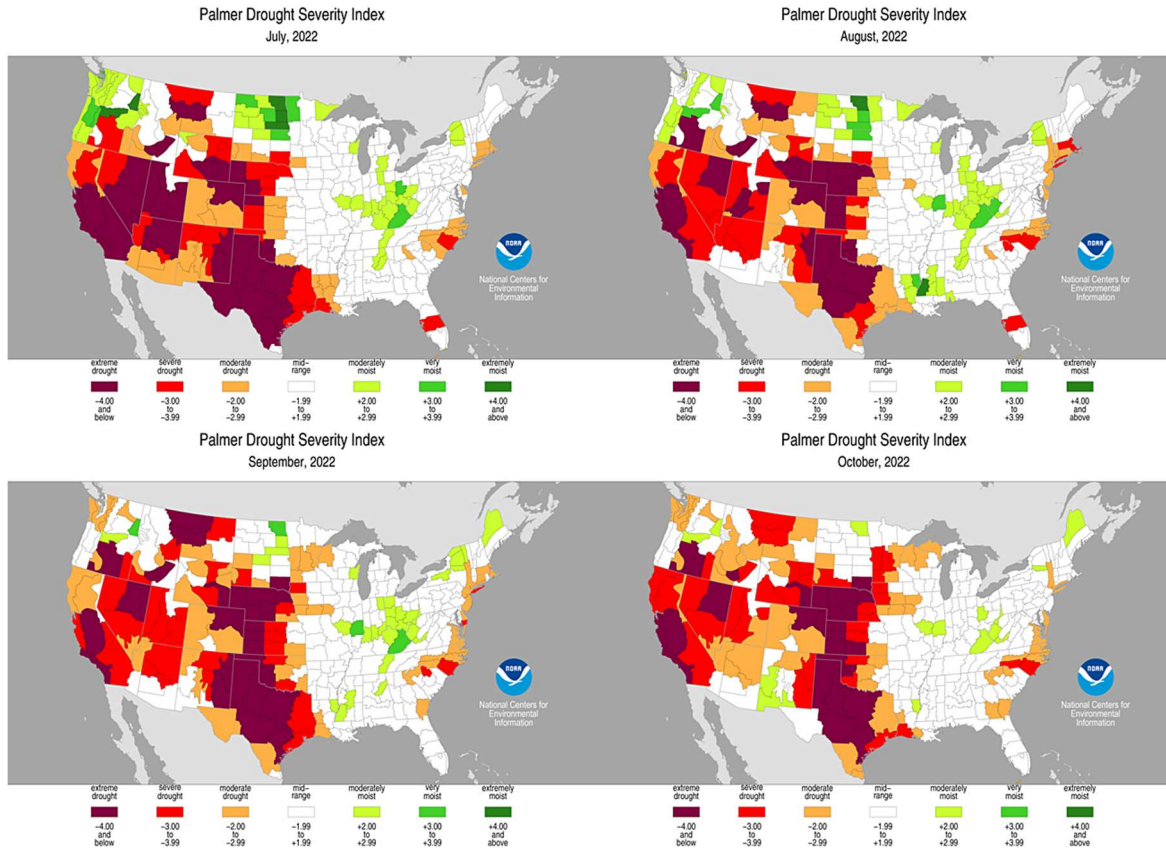 Palmer Drought Severity Index
July, 2022
NOAA
National Centers for
Environmental
Information
extreme drought severe drought moderate drought mid-range moderately moist very moist extremely moist
−4.00 and below −3.00 to −3.99 −2.00 to −2.99 −1.99 to +1.99 +2.00 to +2.99 +3.00 to +3.99 +4.00 and above
Palmer Drought Severity Index
August, 2022
NOAA
National Centers for
Environmental
Information
extreme drought severe drought moderate drought mid-range moderately moist very moist extremely moist
−4.00 and below −3.00 to −3.99 −2.00 to −2.99 −1.99 to +1.99 +2.00 to +2.99 +3.00 to +3.99 +4.00 and above
Palmer Drought Severity Index
September, 2022
NOAA
National Centers for
Environmental
Information
extreme drought severe drought moderate drought mid-range moderately moist very moist extremely moist
−4.00 and below −3.00 to −3.99 −2.00 to −2.99 −1.99 to +1.99 +2.00 to +2.99 +3.00 to +3.99 +4.00 and above
Palmer Drought Severity Index
October, 2022
NOAA
National Centers for
Environmental
Information
extreme drought severe drought moderate drought mid-range moderately moist very moist extremely moist
−4.00 and below −3.00 to −3.99 −2.00 to −2.99 −1.99 to +1.99 +2.00 to +2.99 +3.00 to +3.99 +4.00 and above